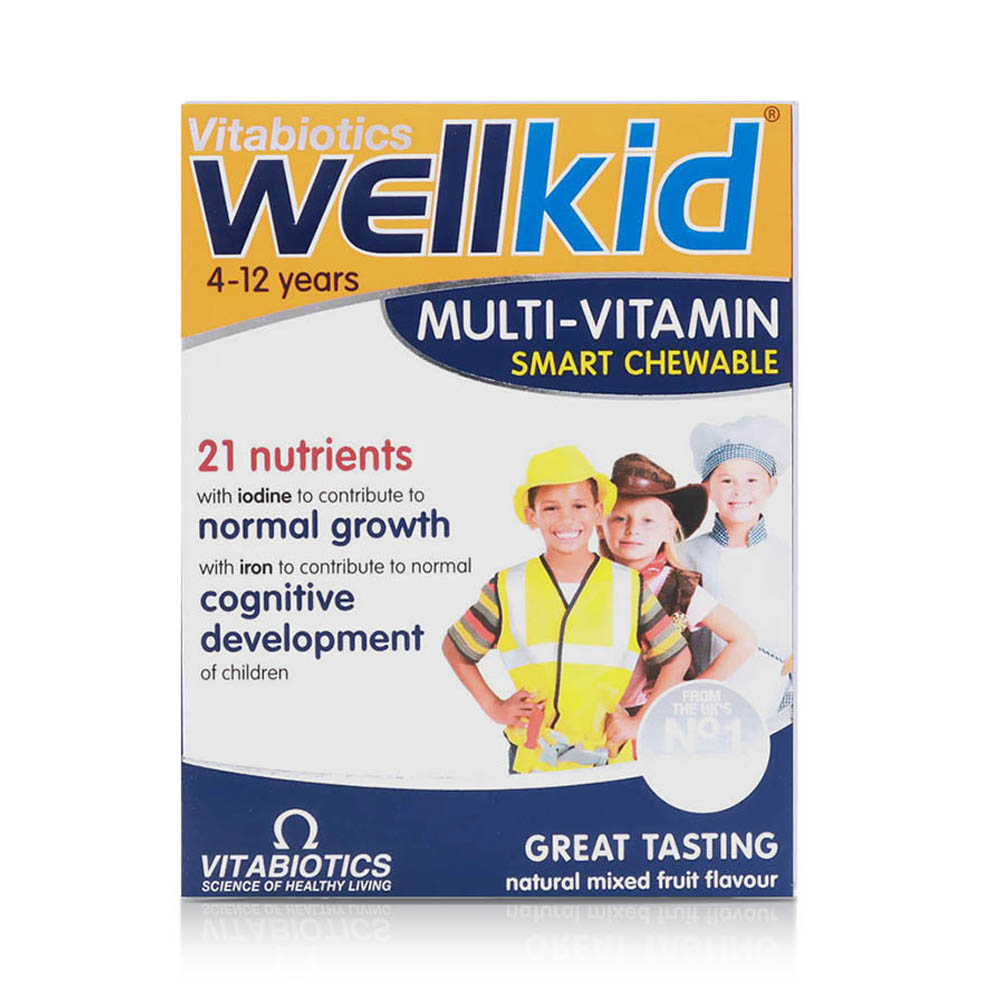 Vitabiotics
wellkid®
4-12 years
MULTI-VITAMIN
SMART CHEWABLE
21 nutrients
with iodine to contribute to
normal growth
with iron to contribute to normal
cognitive
development
of children
FROM
THE UK'S
Nº1
Ω
VITABIOTICS
SCIENCE OF HEALTHY LIVING
GREAT TASTING
natural mixed fruit flavour